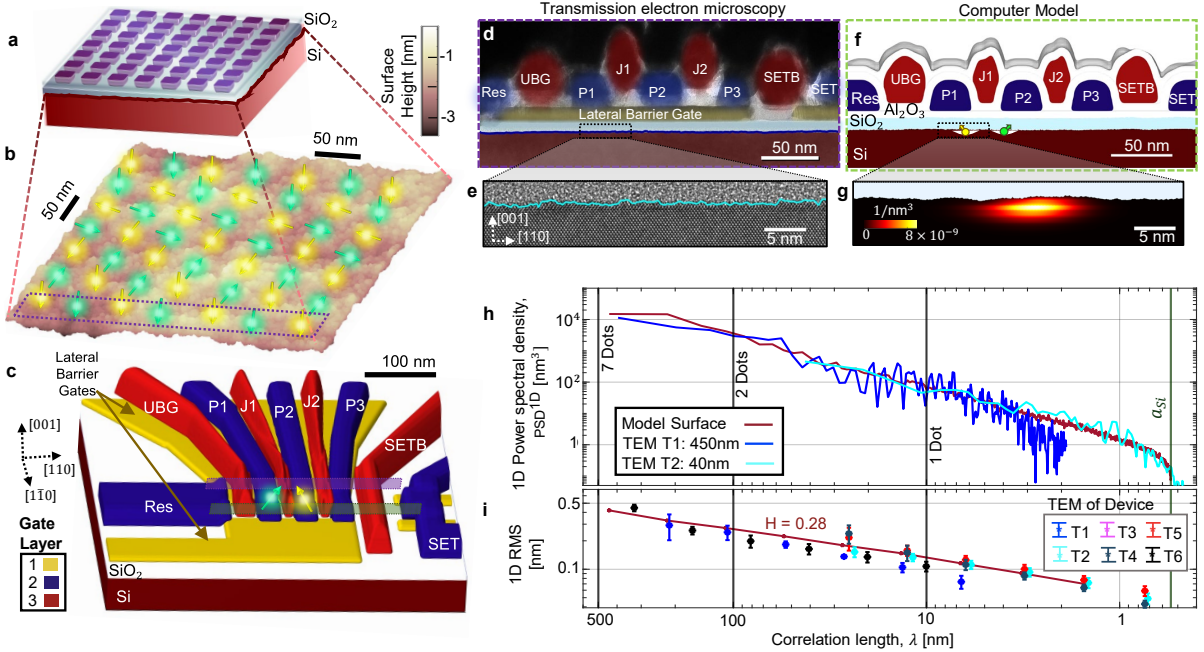 Transmission electron microscopy
Computer Model
a
SiO₂
Si
Surface
Height [nm]
-1
-3
b
50 nm
50 nm
c
Lateral
Barrier
Gates
100 nm
UBG
P1
J1
P2
J2
P3
SETB
[001]
[110]
[11̄0]
Res
SET
Gate
Layer
1
2
3
SiO₂
Si
d
UBG
J1
J2
SETB
Res
P1
P2
P3
SET
Lateral Barrier Gate
50 nm
e
[001]
[110]
5 nm
f
UBG
J1
J2
SETB
Res
P1
P2
P3
SET
Al₂O₃
SiO₂
Si
50 nm
g
1/nm³
0
8 × 10⁻⁹
5 nm
h
1D Power spectral density,
PSD¹ᴰ [nm³]
10⁴
10²
1
7 Dots
2 Dots
1 Dot
a_Si
Model Surface
TEM T1: 450nm
TEM T2: 40nm
i
1D RMS
[nm]
0.5
0.1
H = 0.28
TEM of Device
T1
T3
T5
T2
T4
T6
500
100
10
1
Correlation length, λ [nm]